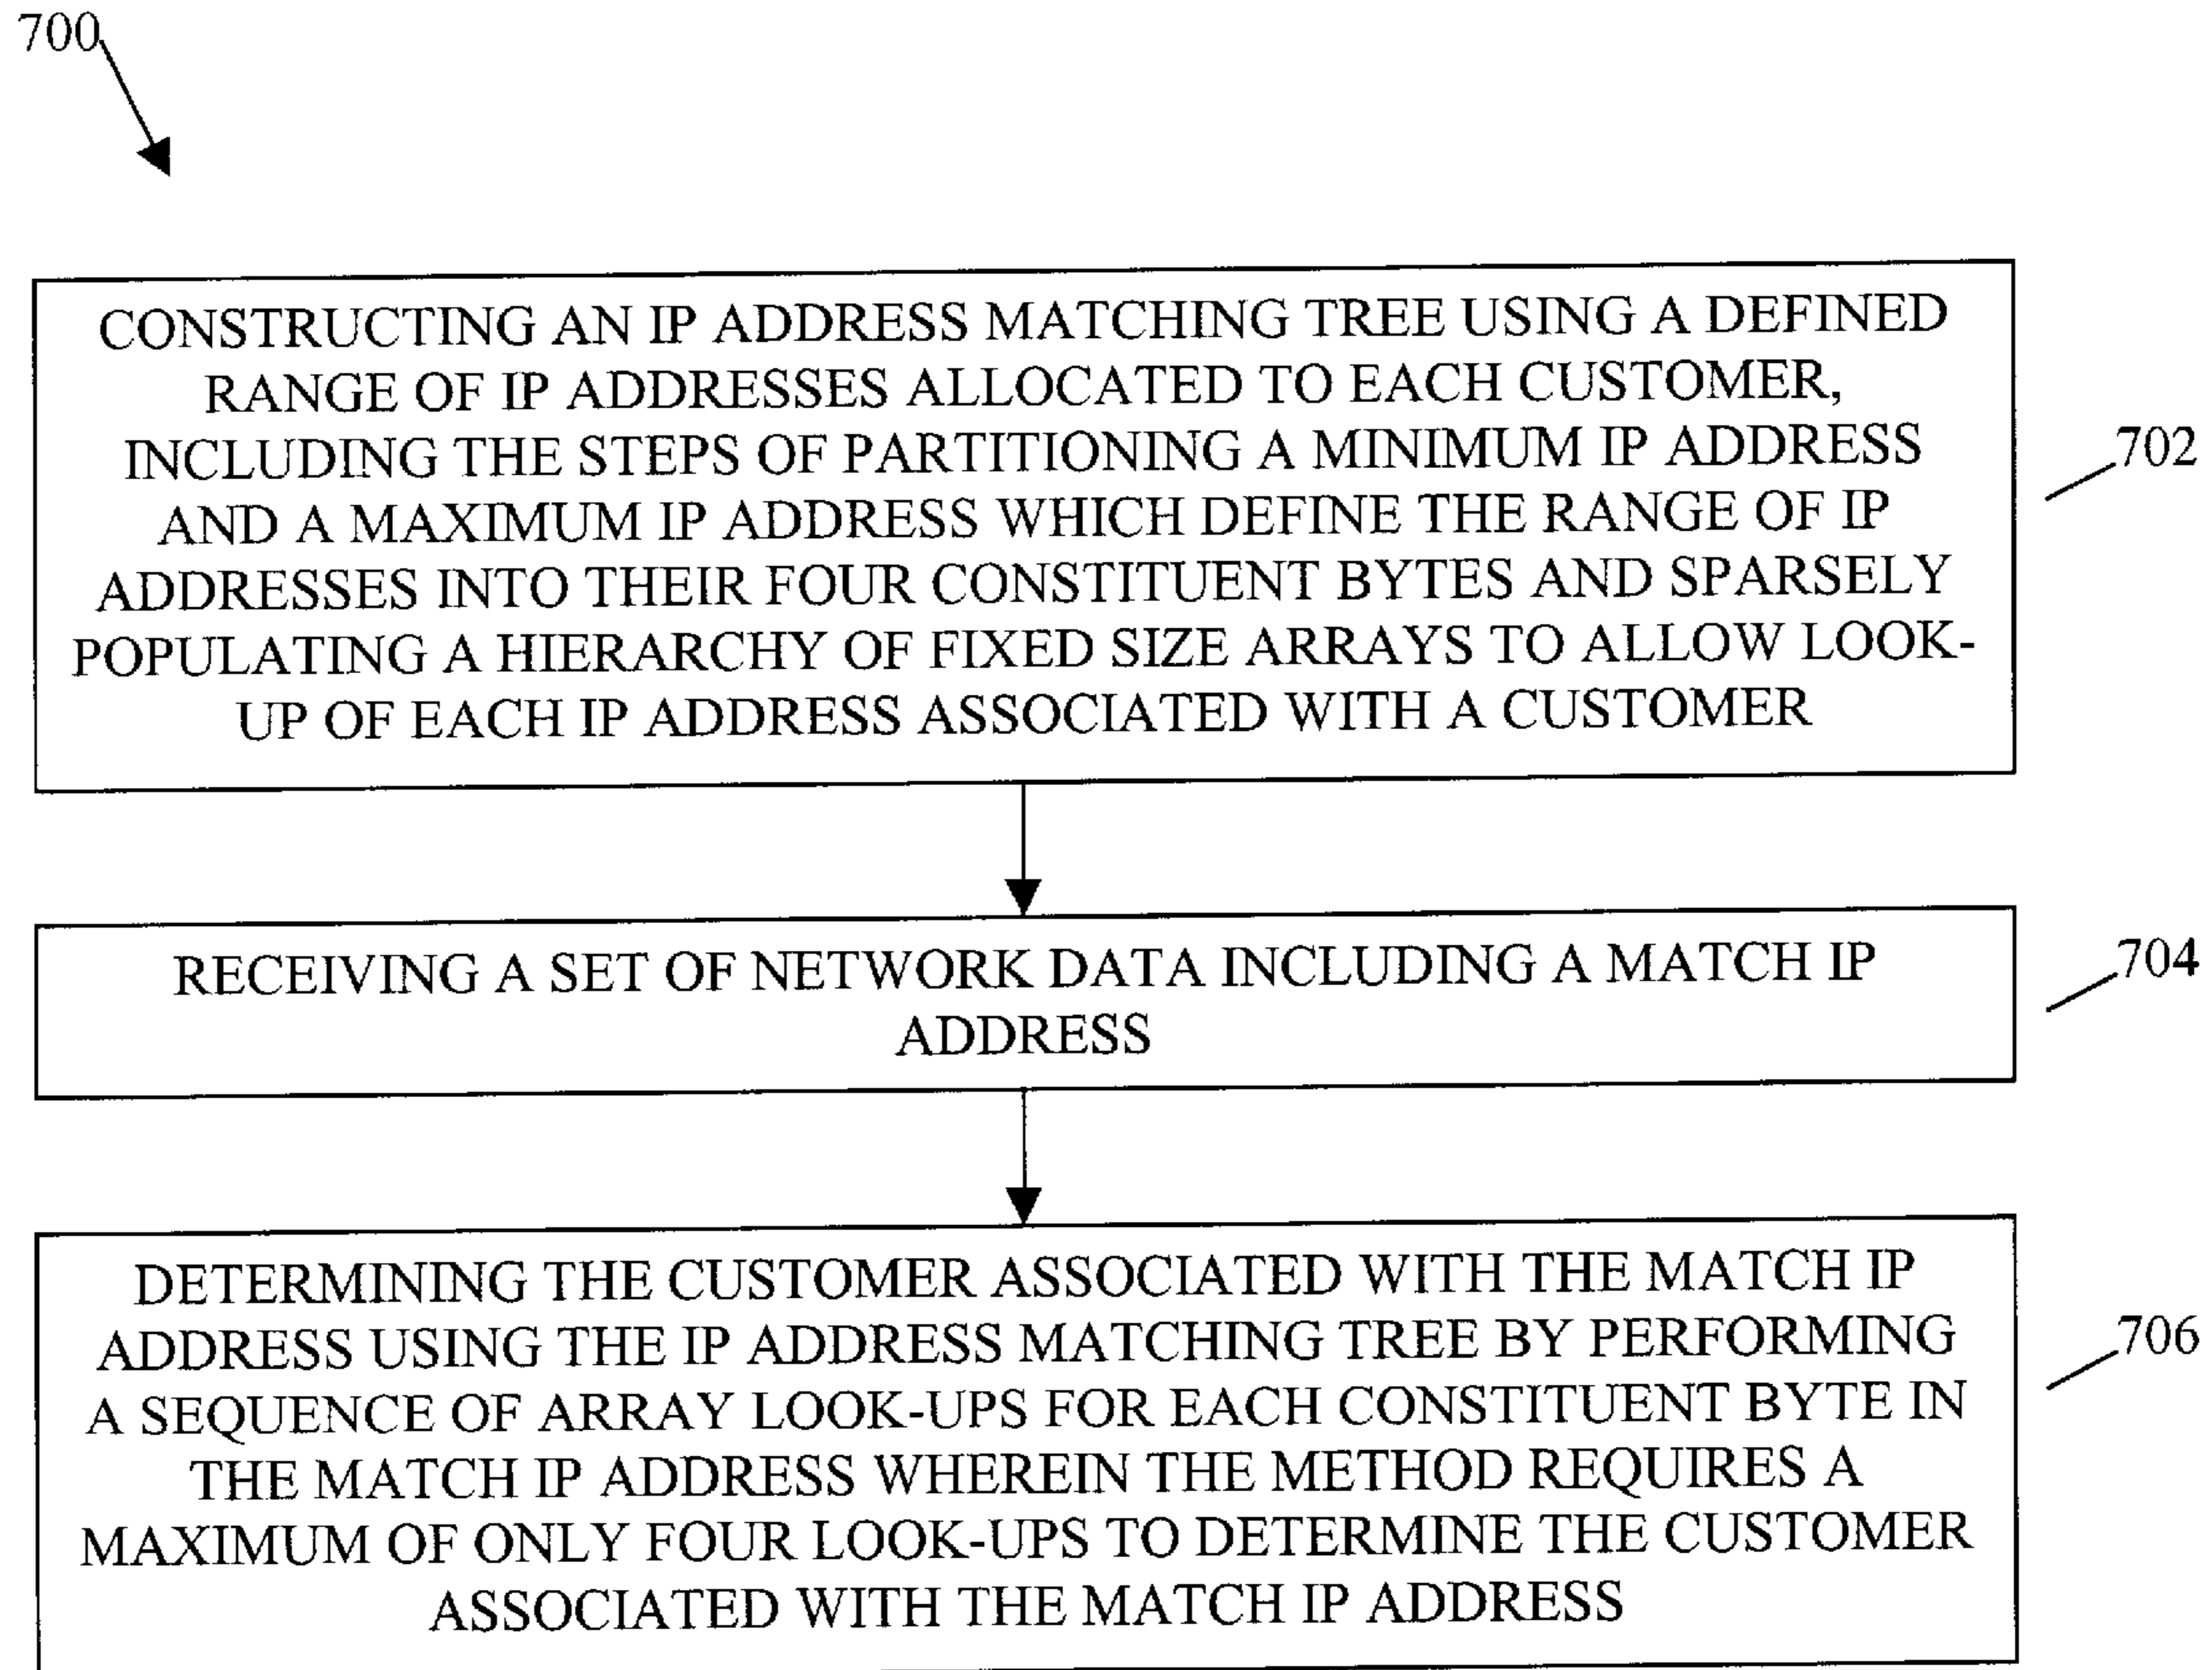 700
CONSTRUCTING AN IP ADDRESS MATCHING TREE USING A DEFINED
RANGE OF IP ADDRESSES ALLOCATED TO EACH CUSTOMER,
INCLUDING THE STEPS OF PARTITIONING A MINIMUM IP ADDRESS
AND A MAXIMUM IP ADDRESS WHICH DEFINE THE RANGE OF IP
ADDRESSES INTO THEIR FOUR CONSTITUENT BYTES AND SPARSELY
POPULATING A HIERARCHY OF FIXED SIZE ARRAYS TO ALLOW LOOK-
UP OF EACH IP ADDRESS ASSOCIATED WITH A CUSTOMER
702
RECEIVING A SET OF NETWORK DATA INCLUDING A MATCH IP
ADDRESS
704
DETERMINING THE CUSTOMER ASSOCIATED WITH THE MATCH IP
ADDRESS USING THE IP ADDRESS MATCHING TREE BY PERFORMING
A SEQUENCE OF ARRAY LOOK-UPS FOR EACH CONSTITUENT BYTE IN
THE MATCH IP ADDRESS WHEREIN THE METHOD REQUIRES A
MAXIMUM OF ONLY FOUR LOOK-UPS TO DETERMINE THE CUSTOMER
ASSOCIATED WITH THE MATCH IP ADDRESS
706